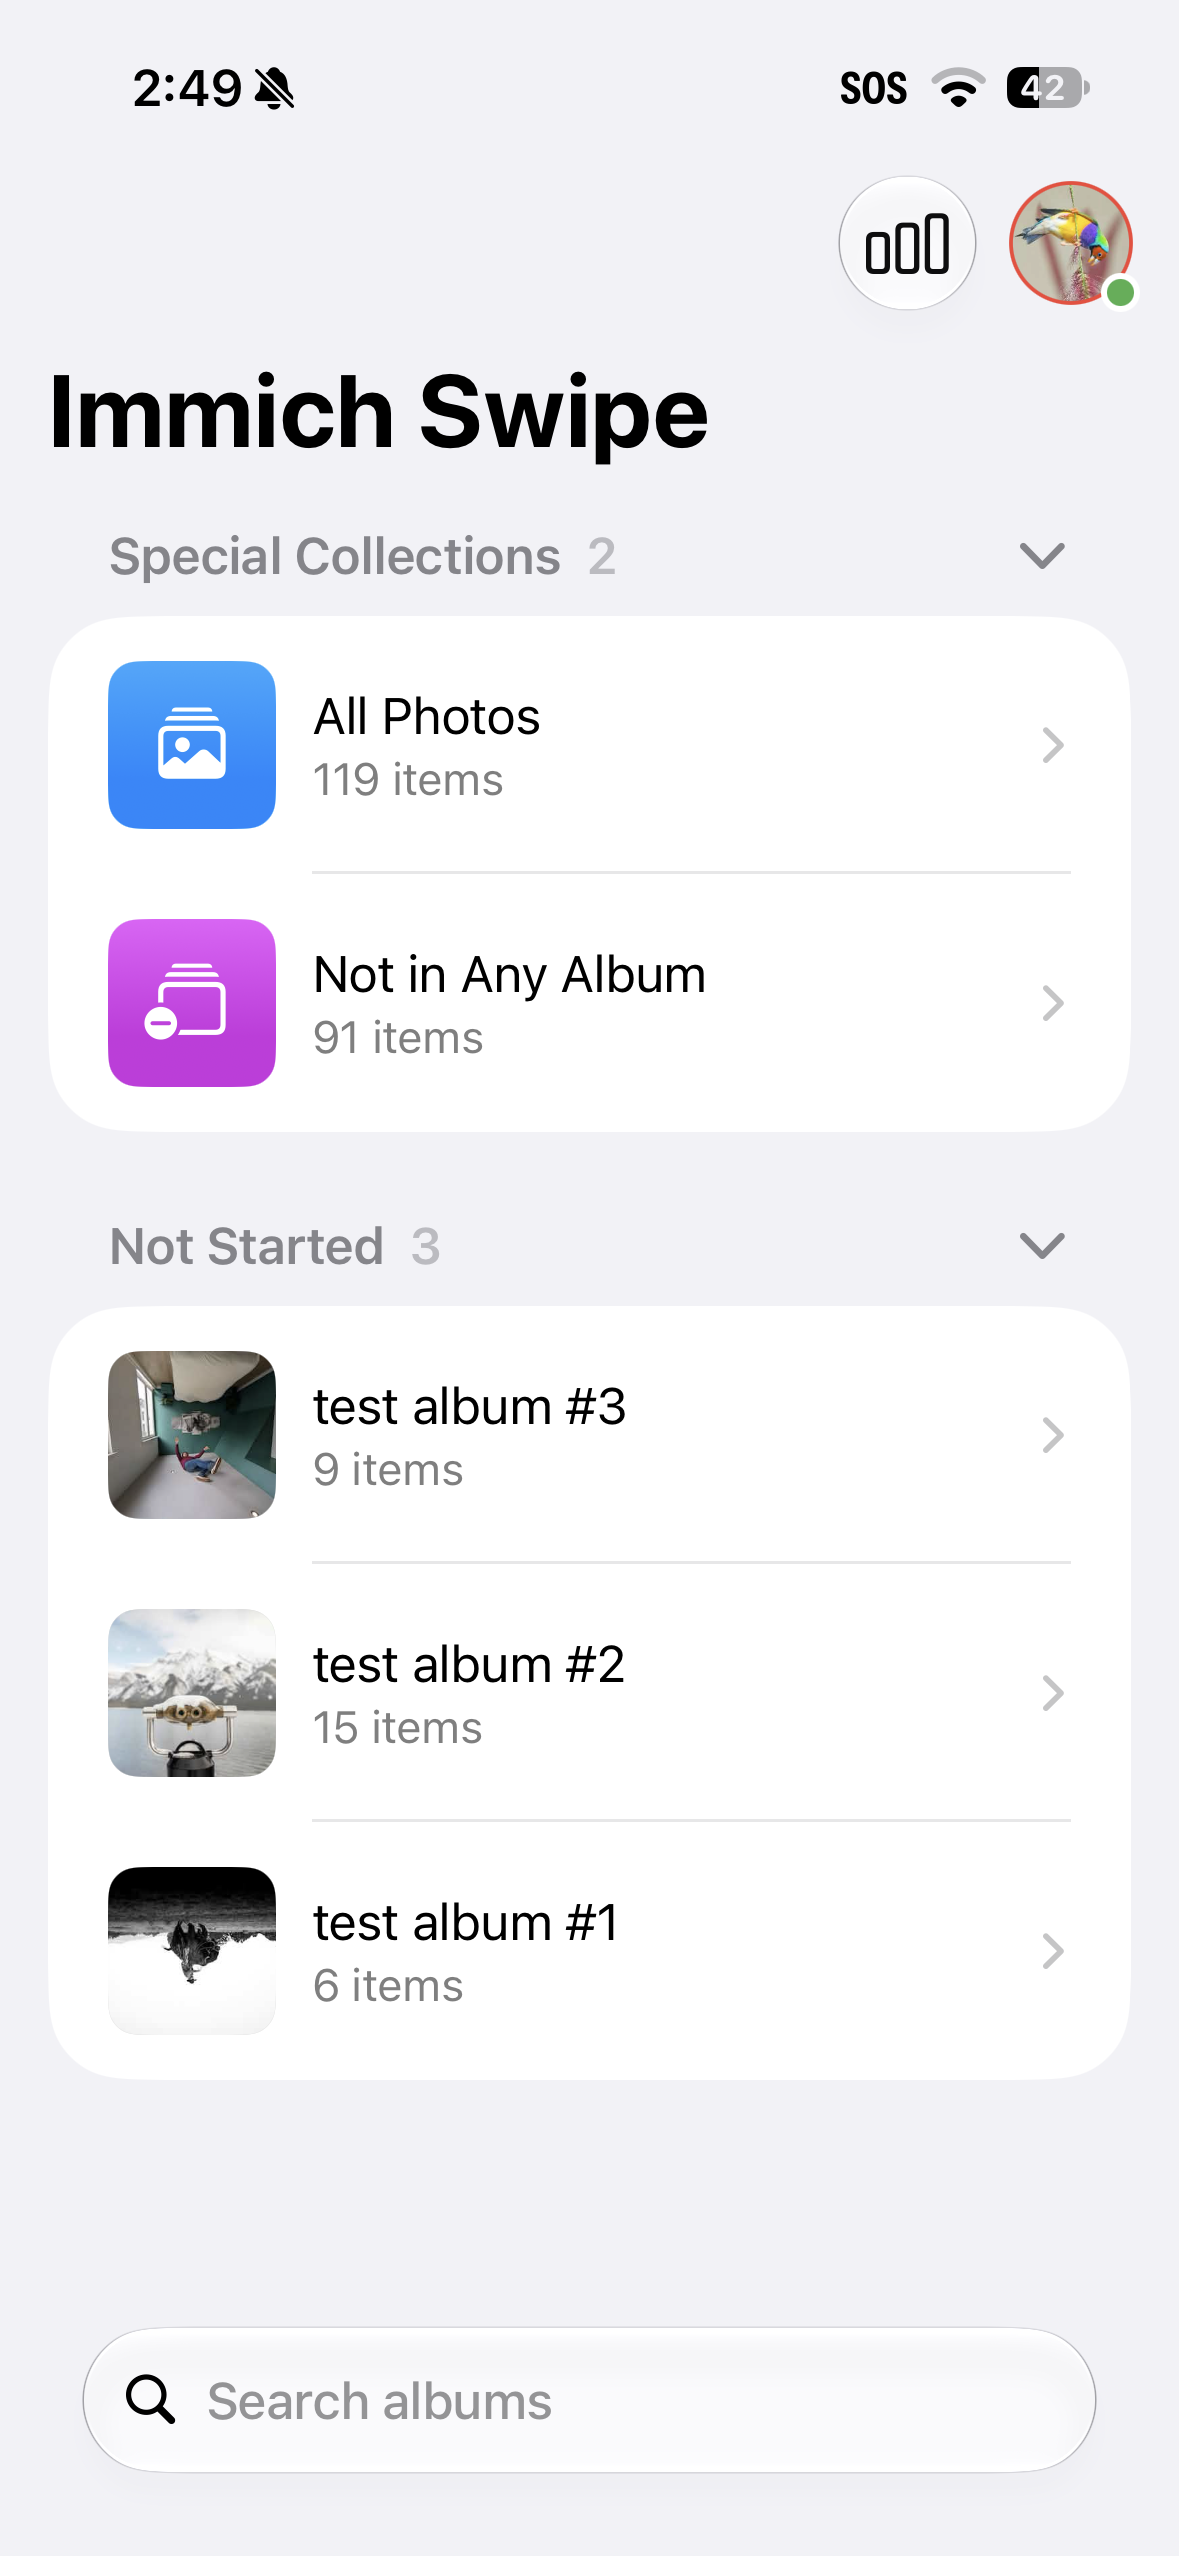 2:49
SOS
42
Immich Swipe
Special Collections 2
All Photos
119 items
Not in Any Album
91 items
Not Started 3
test album #3
9 items
test album #2
15 items
test album #1
6 items
Search albums